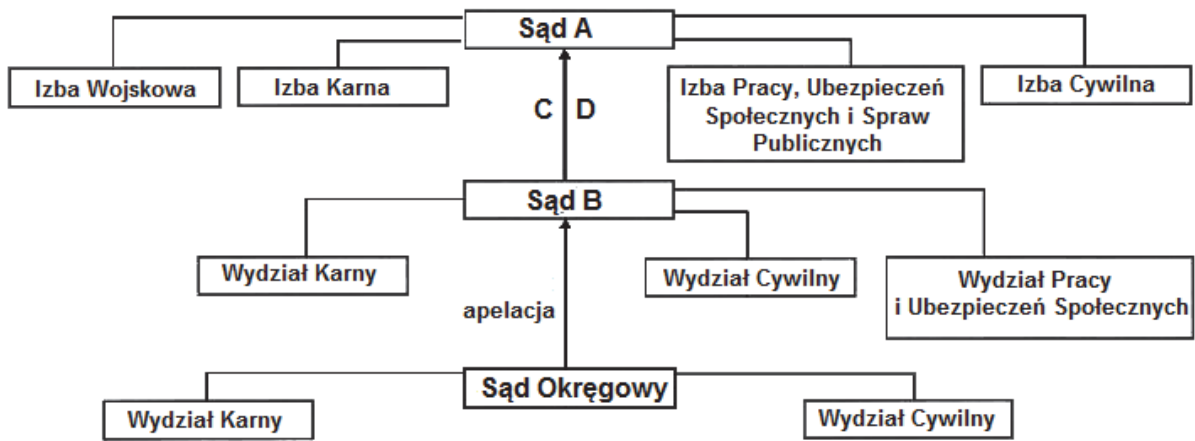 Sąd A
Izba Wojskowa
Izba Karna
Izba Pracy, Ubezpieczeń
Społecznych i Spraw
Publicznych
Izba Cywilna
C D
Sąd B
Wydział Karny
Wydział Cywilny
Wydział Pracy
i Ubezpieczeń Społecznych
apelacja
Sąd Okręgowy
Wydział Karny
Wydział Cywilny